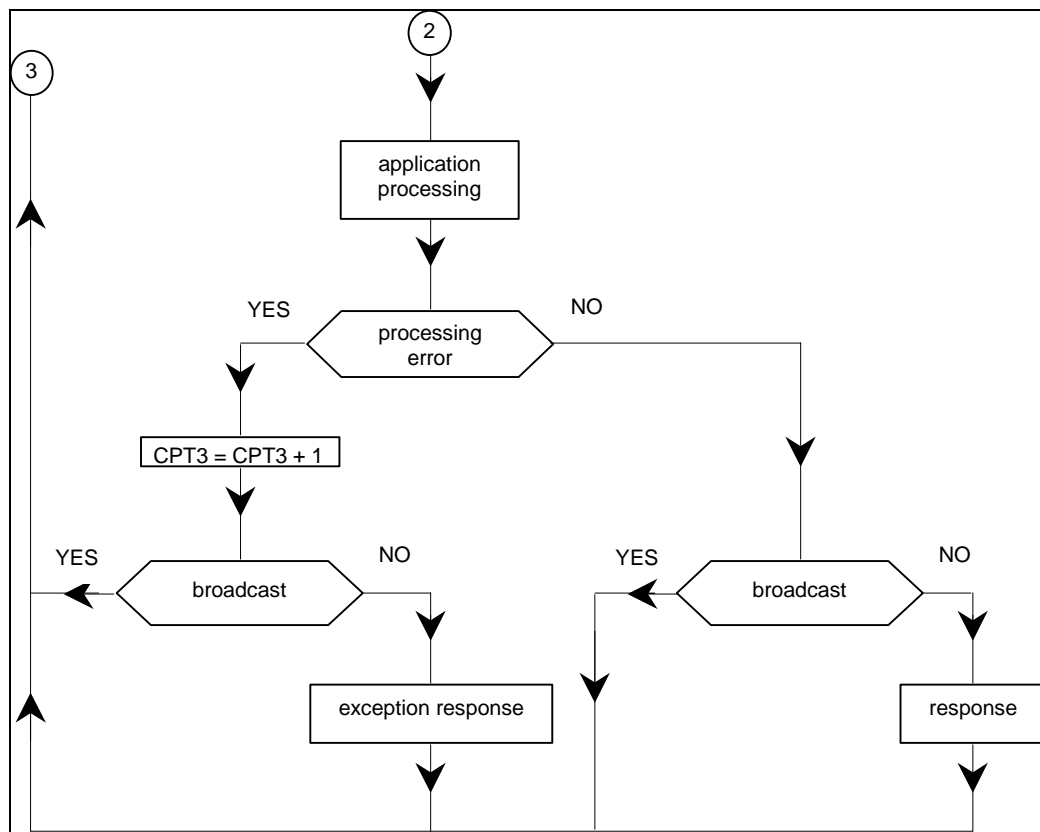 2
3
application
processing
YES
NO
processing
error
CPT3 = CPT3 + 1
YES
NO
YES
NO
broadcast
broadcast
exception response
response